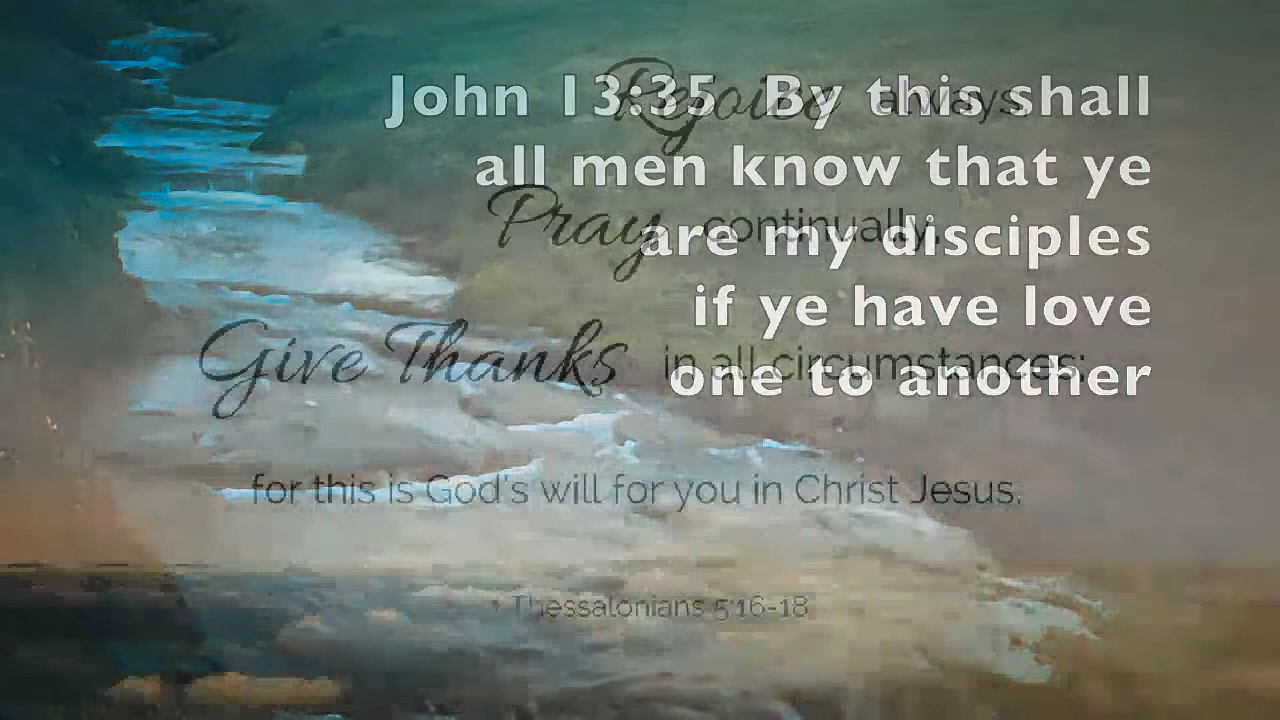 John 13:35 By this shall
all men know that ye
are my disciples
if ye have love
one to another
Rejoice always,
Pray continually,
Give Thanks in all circumstances;
for this is God's will for you in Christ Jesus.
1 Thessalonians 5:16-18